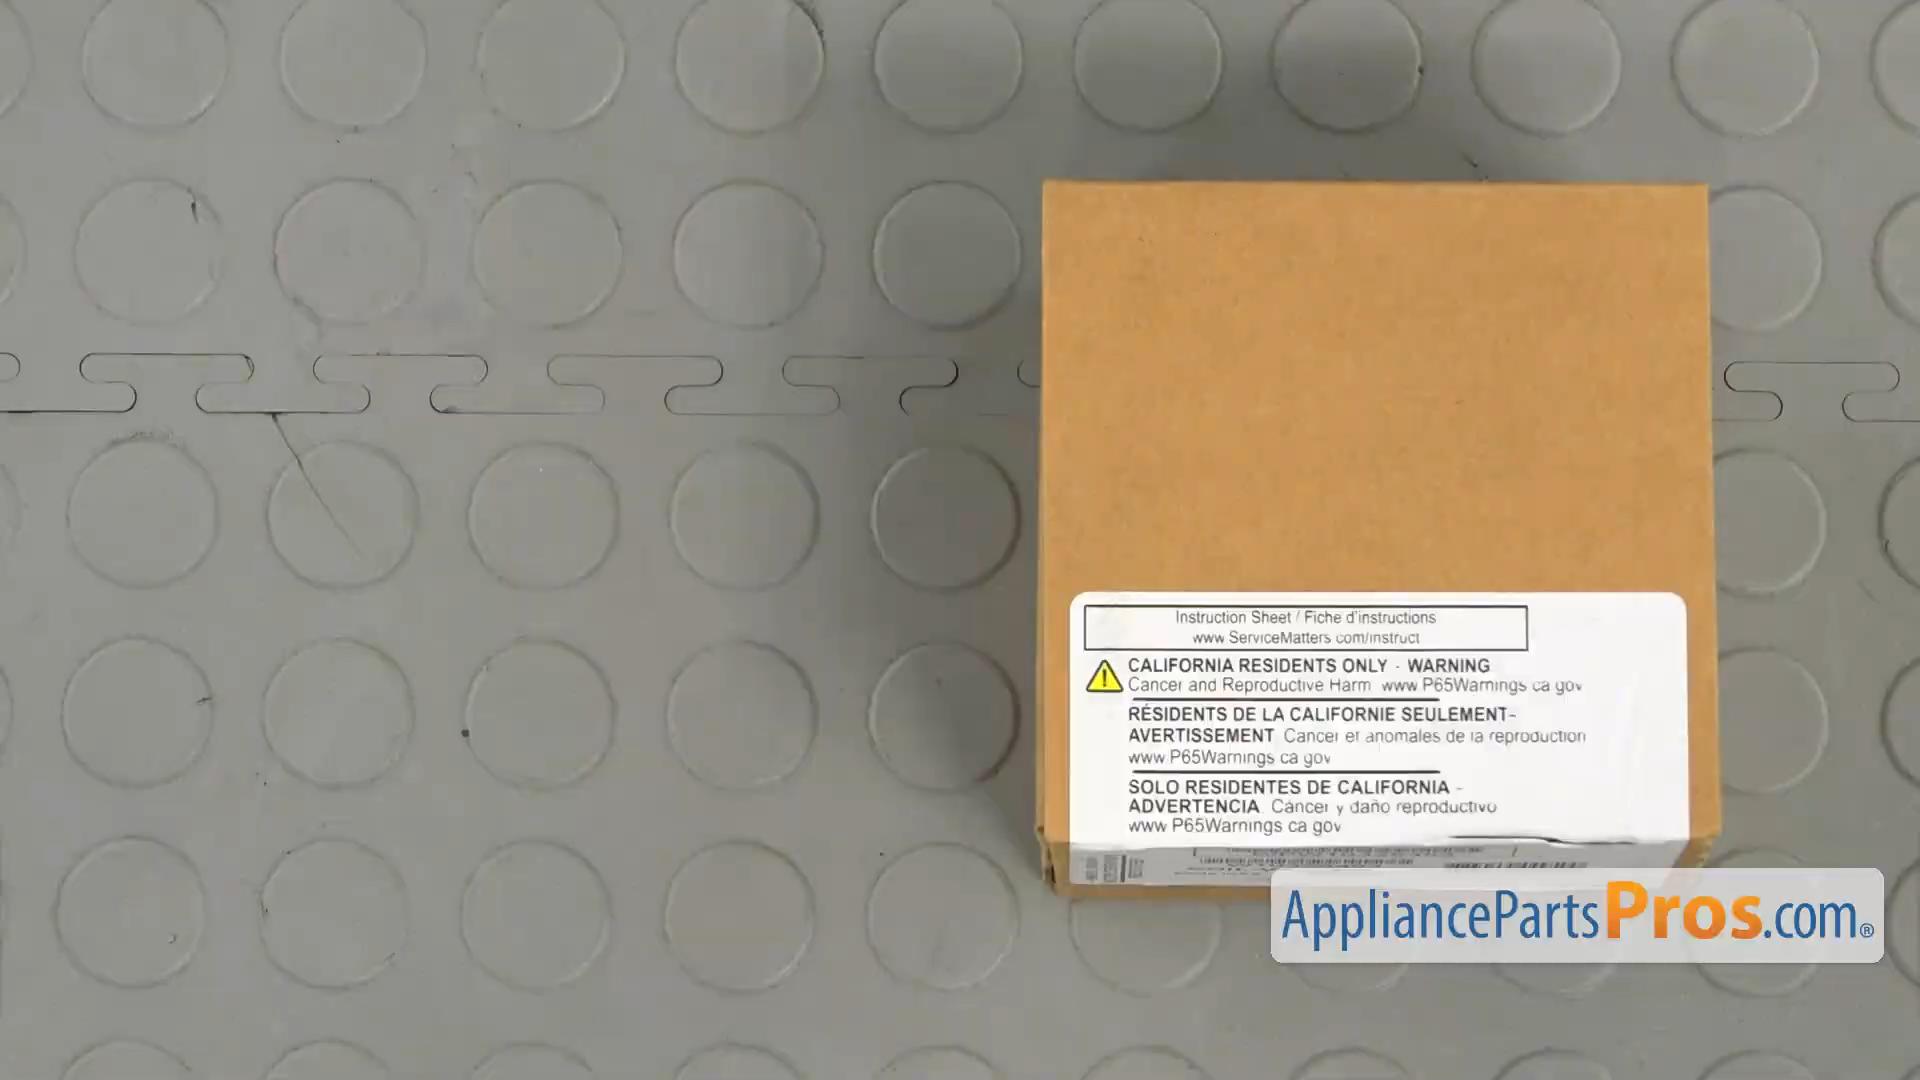 Instruction Sheet / Fiche d'instructions
www.ServiceMatters.com/instruct
CALIFORNIA RESIDENTS ONLY - WARNING
Cancer and Reproductive Harm www.P65Warnings.ca.gov
RÉSIDENTS DE LA CALIFORNIE SEULEMENT-
AVERTISSEMENT Cancer et anomales de la reproduction
www.P65Warnings.ca.gov
SOLO RESIDENTES DE CALIFORNIA -
ADVERTENCIA Cáncer y daño reproductivo
www.P65Warnings.ca.gov
AppliancePartsPros.com®